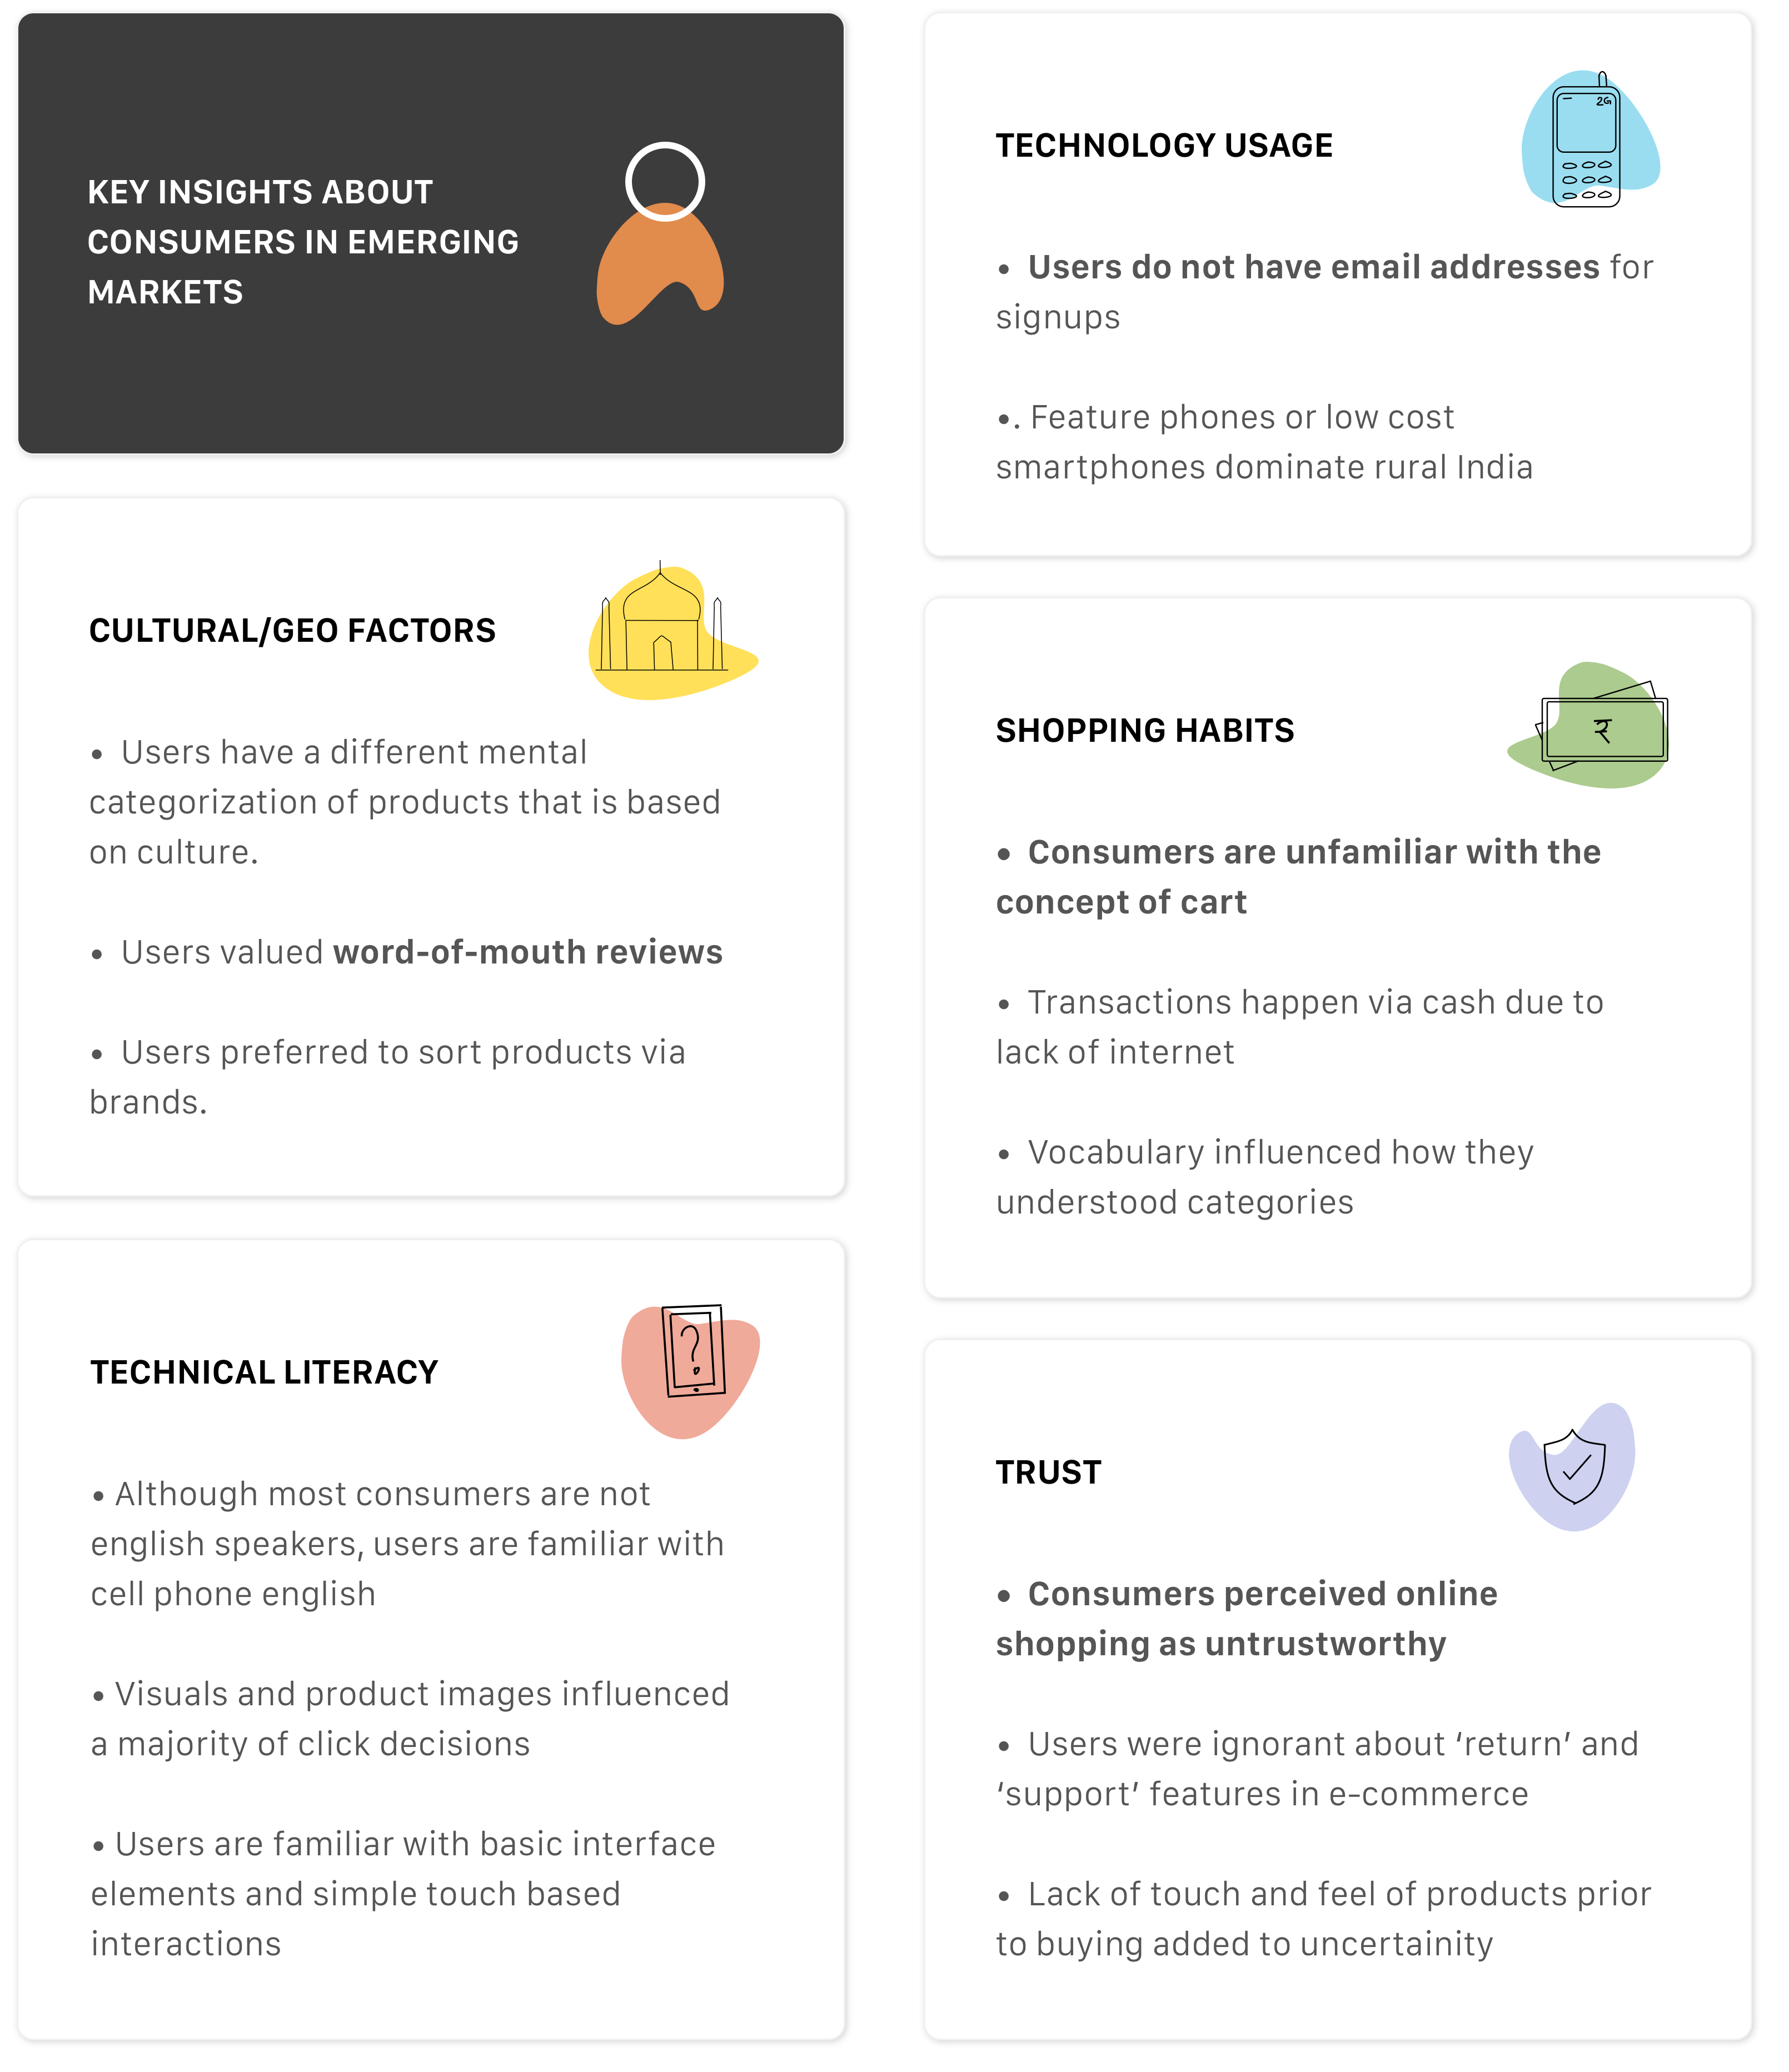 KEY INSIGHTS ABOUT
CONSUMERS IN EMERGING
MARKETS
CULTURAL/GEO FACTORS
• Users have a different mental
categorization of products that is based
on culture.
• Users valued word-of-mouth reviews
• Users preferred to sort products via
brands.
TECHNICAL LITERACY
?
• Although most consumers are not
english speakers, users are familiar with
cell phone english
• Visuals and product images influenced
a majority of click decisions
• Users are familiar with basic interface
elements and simple touch based
interactions
TECHNOLOGY USAGE
2G
• Users do not have email addresses for
signups
•. Feature phones or low cost
smartphones dominate rural India
SHOPPING HABITS
₹
• Consumers are unfamiliar with the
concept of cart
• Transactions happen via cash due to
lack of internet
• Vocabulary influenced how they
understood categories
TRUST
• Consumers perceived online
shopping as untrustworthy
• Users were ignorant about ‘return’ and
‘support’ features in e-commerce
• Lack of touch and feel of products prior
to buying added to uncertainity